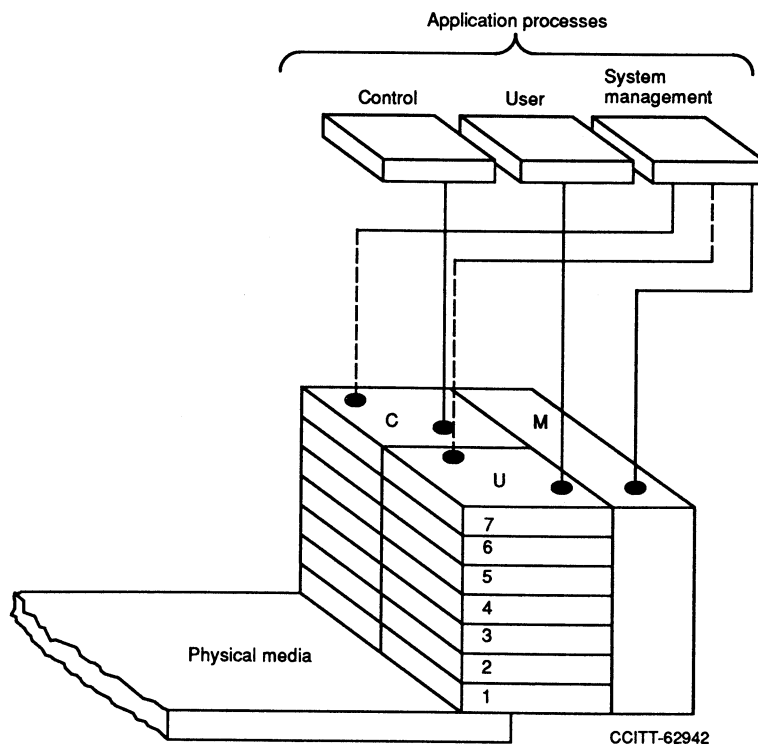 Application processes
Control
User
System
management
C
M
U
7
6
5
4
3
2
1
Physical media
CCITT-62942